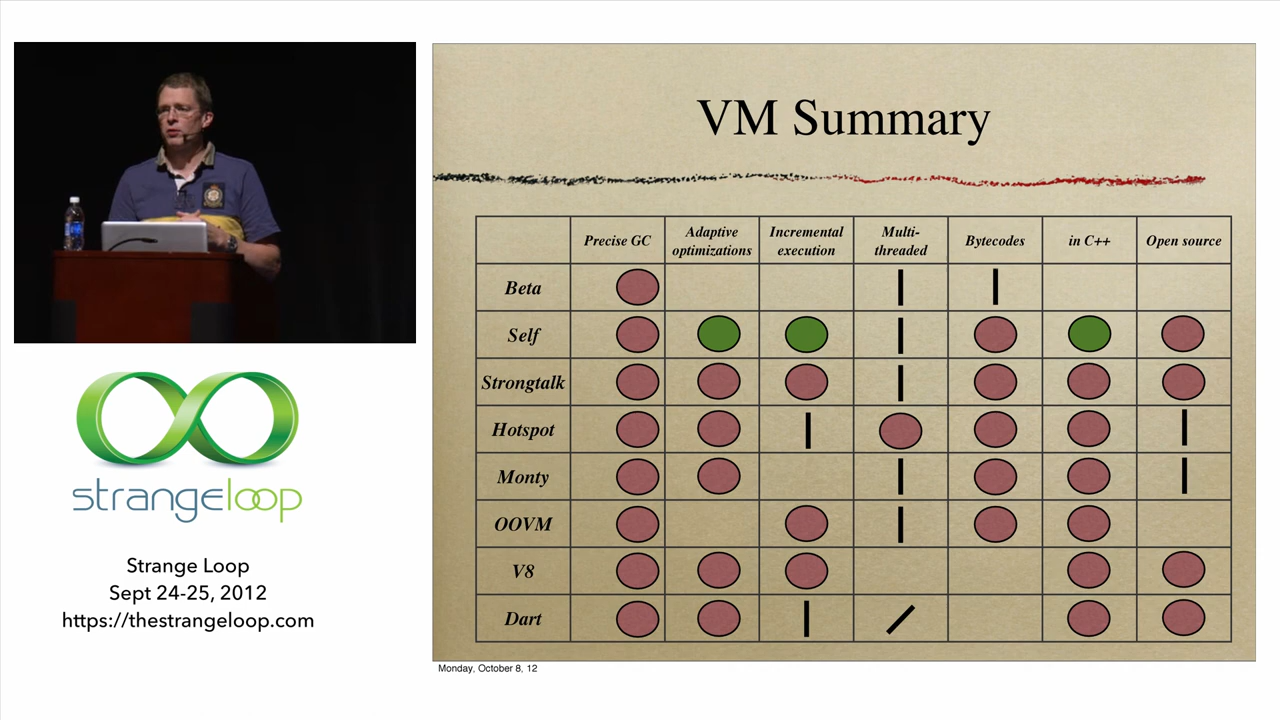 VM Summary
Precise GC
Adaptive optimizations
Incremental execution
Multi-threaded
Bytecodes
in C++
Open source
Beta
Self
Strongtalk
Hotspot
Monty
OOVM
V8
Dart
Monday, October 8, 12
strangeloop
Strange Loop
Sept 24-25, 2012
https://thestrangeloop.com